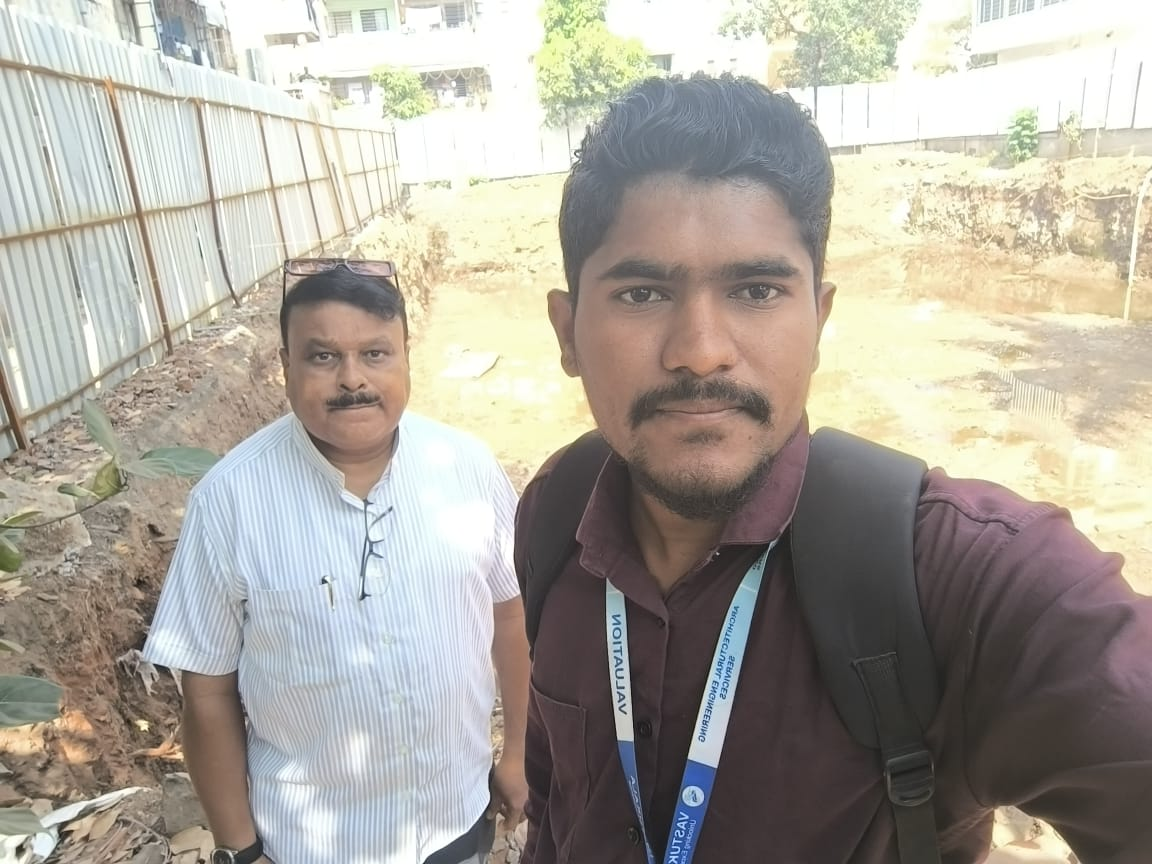 VALUATION
ARCHITECTURAL ENGINEERING
SERVICES
VASTUK